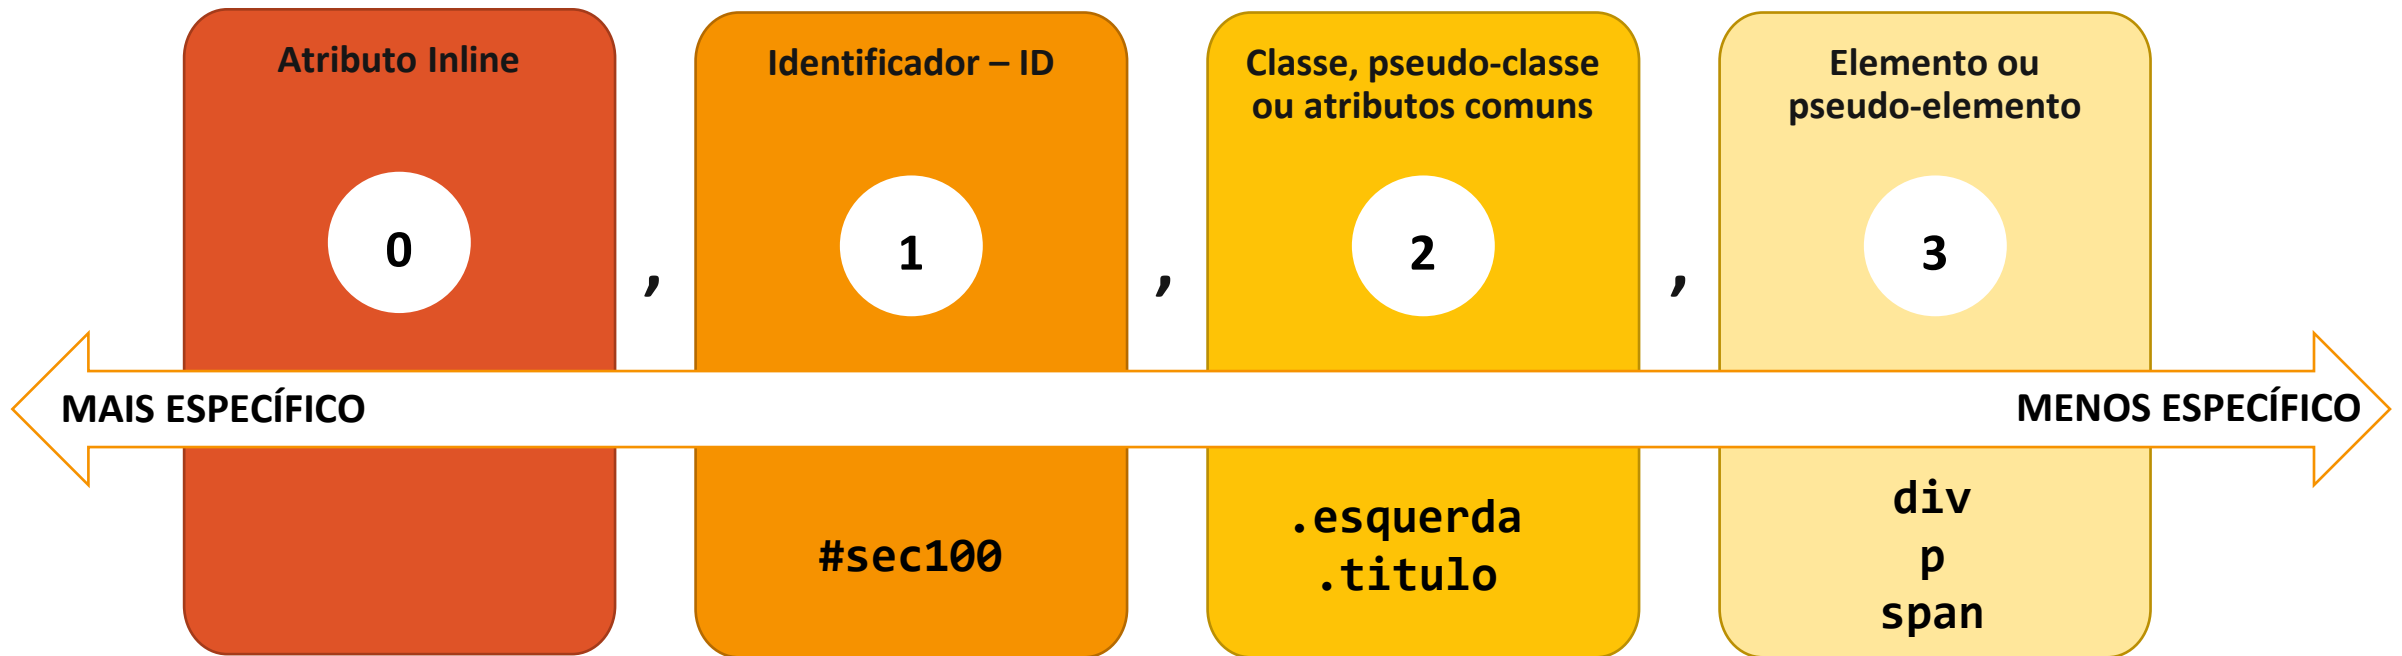 Atributo Inline
0
,
Identificador – ID
1
,
Classe, pseudo-classe
ou atributos comuns
2
,
Elemento ou
pseudo-elemento
3
MAIS ESPECÍFICO
MENOS ESPECÍFICO
#sec100
.esquerda
.titulo
div
p
span